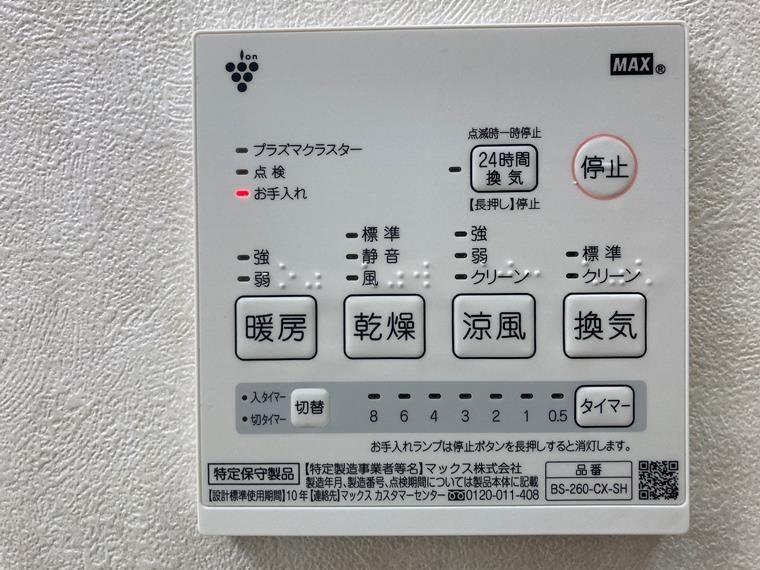 ion
MAX®
プラズマクラスター
点検
お手入れ
点滅時一時停止
24時間
換気
【長押し】停止
停止
強
弱
暖房
標準
静音
風
乾燥
強
弱
クリーン
涼風
標準
クリーン
換気
入タイマー
切タイマー
切替
8 6 4 3 2 1 0.5
タイマー
お手入れランプは停止ボタンを長押しすると消灯します。
特定保守製品
【特定製造事業者等名】マックス株式会社
製造年月、製造番号、点検期間については製品本体に記載
【設計標準使用期間】10年【連絡先】マックス カスタマーセンター 0120-011-408
品番
BS-260-CX-SH